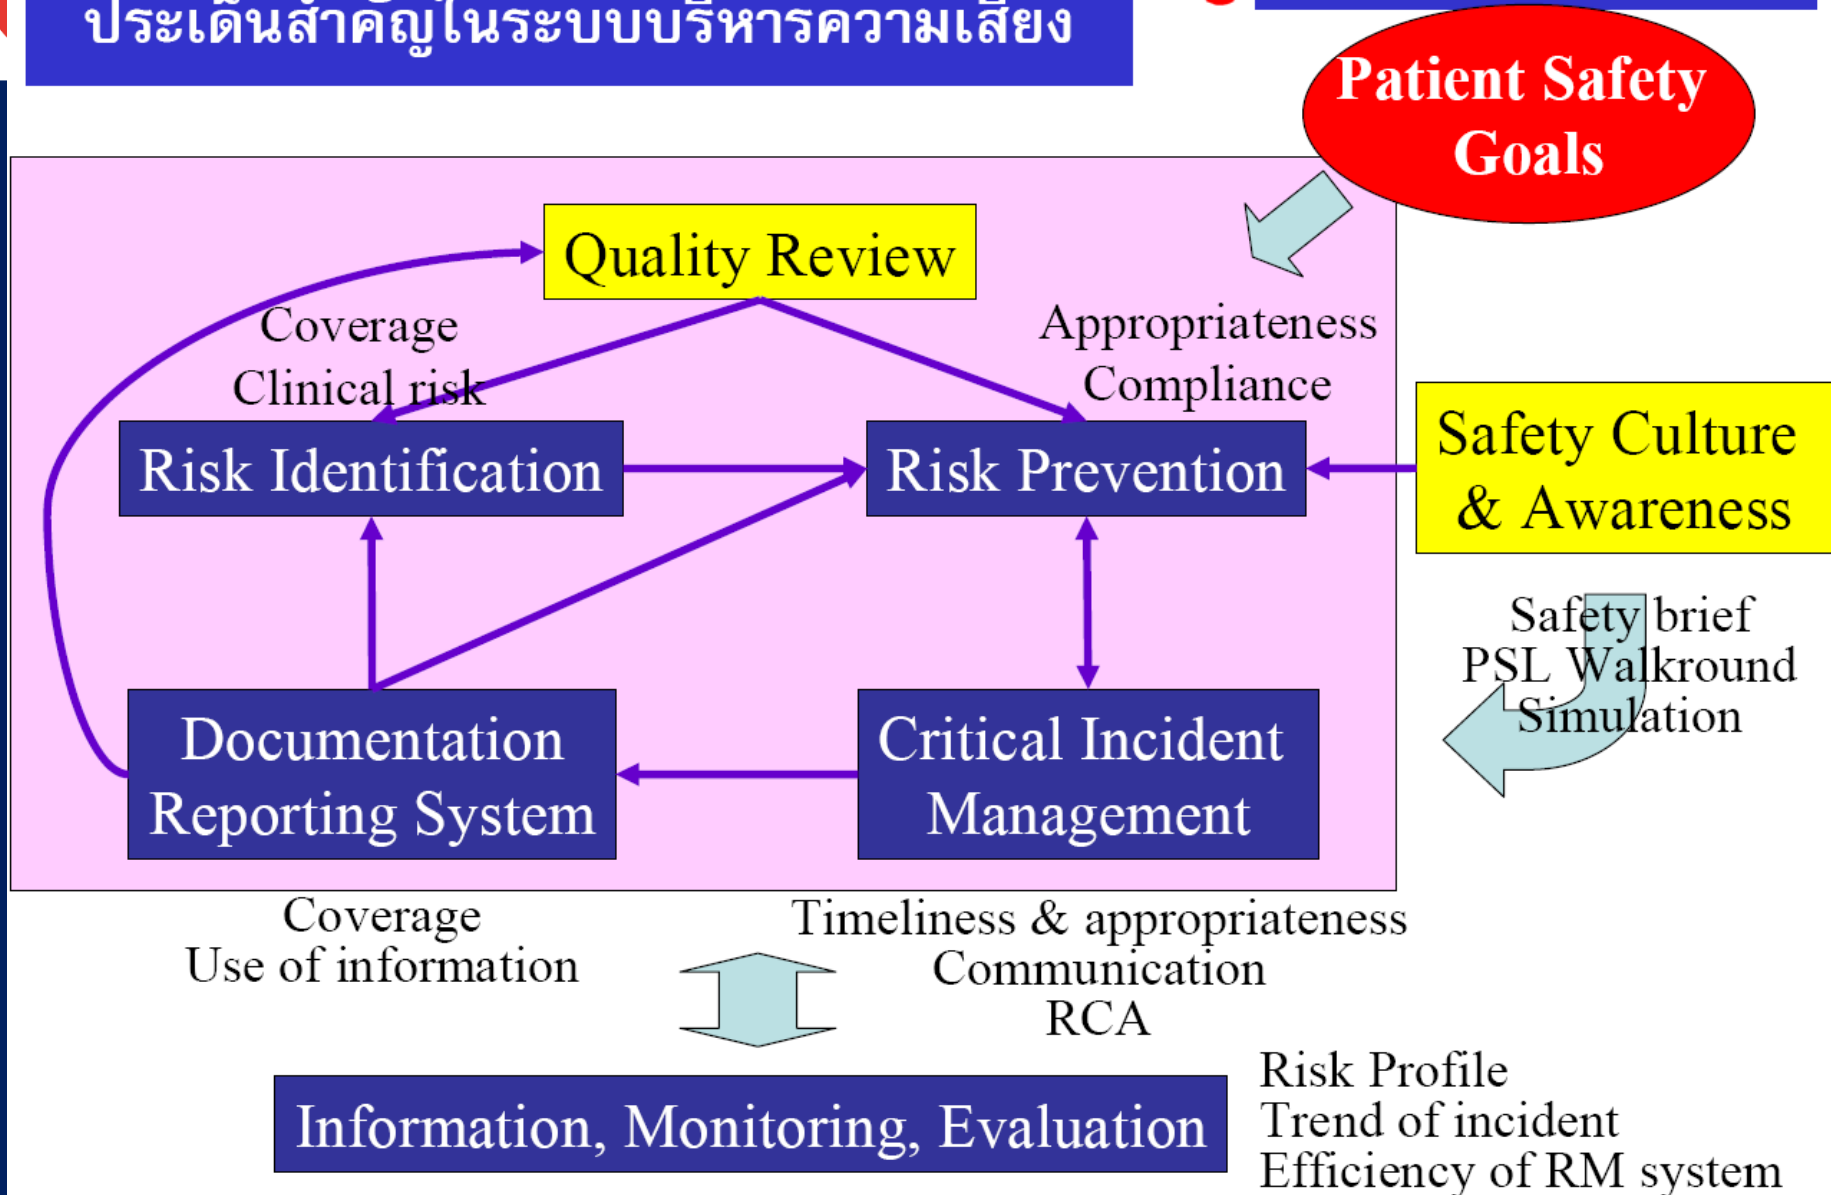 ประเด็นสำคัญในระบบบริหารความเสี่ยง
Patient Safety
Goals
Quality Review
Coverage
Clinical risk
Appropriateness
Compliance
Risk Identification
Risk Prevention
Safety Culture
& Awareness
Safety brief
PSL Walkround
Simulation
Documentation
Reporting System
Critical Incident
Management
Coverage
Use of information
Timeliness & appropriateness
Communication
RCA
Information, Monitoring, Evaluation
Risk Profile
Trend of incident
Efficiency of RM system